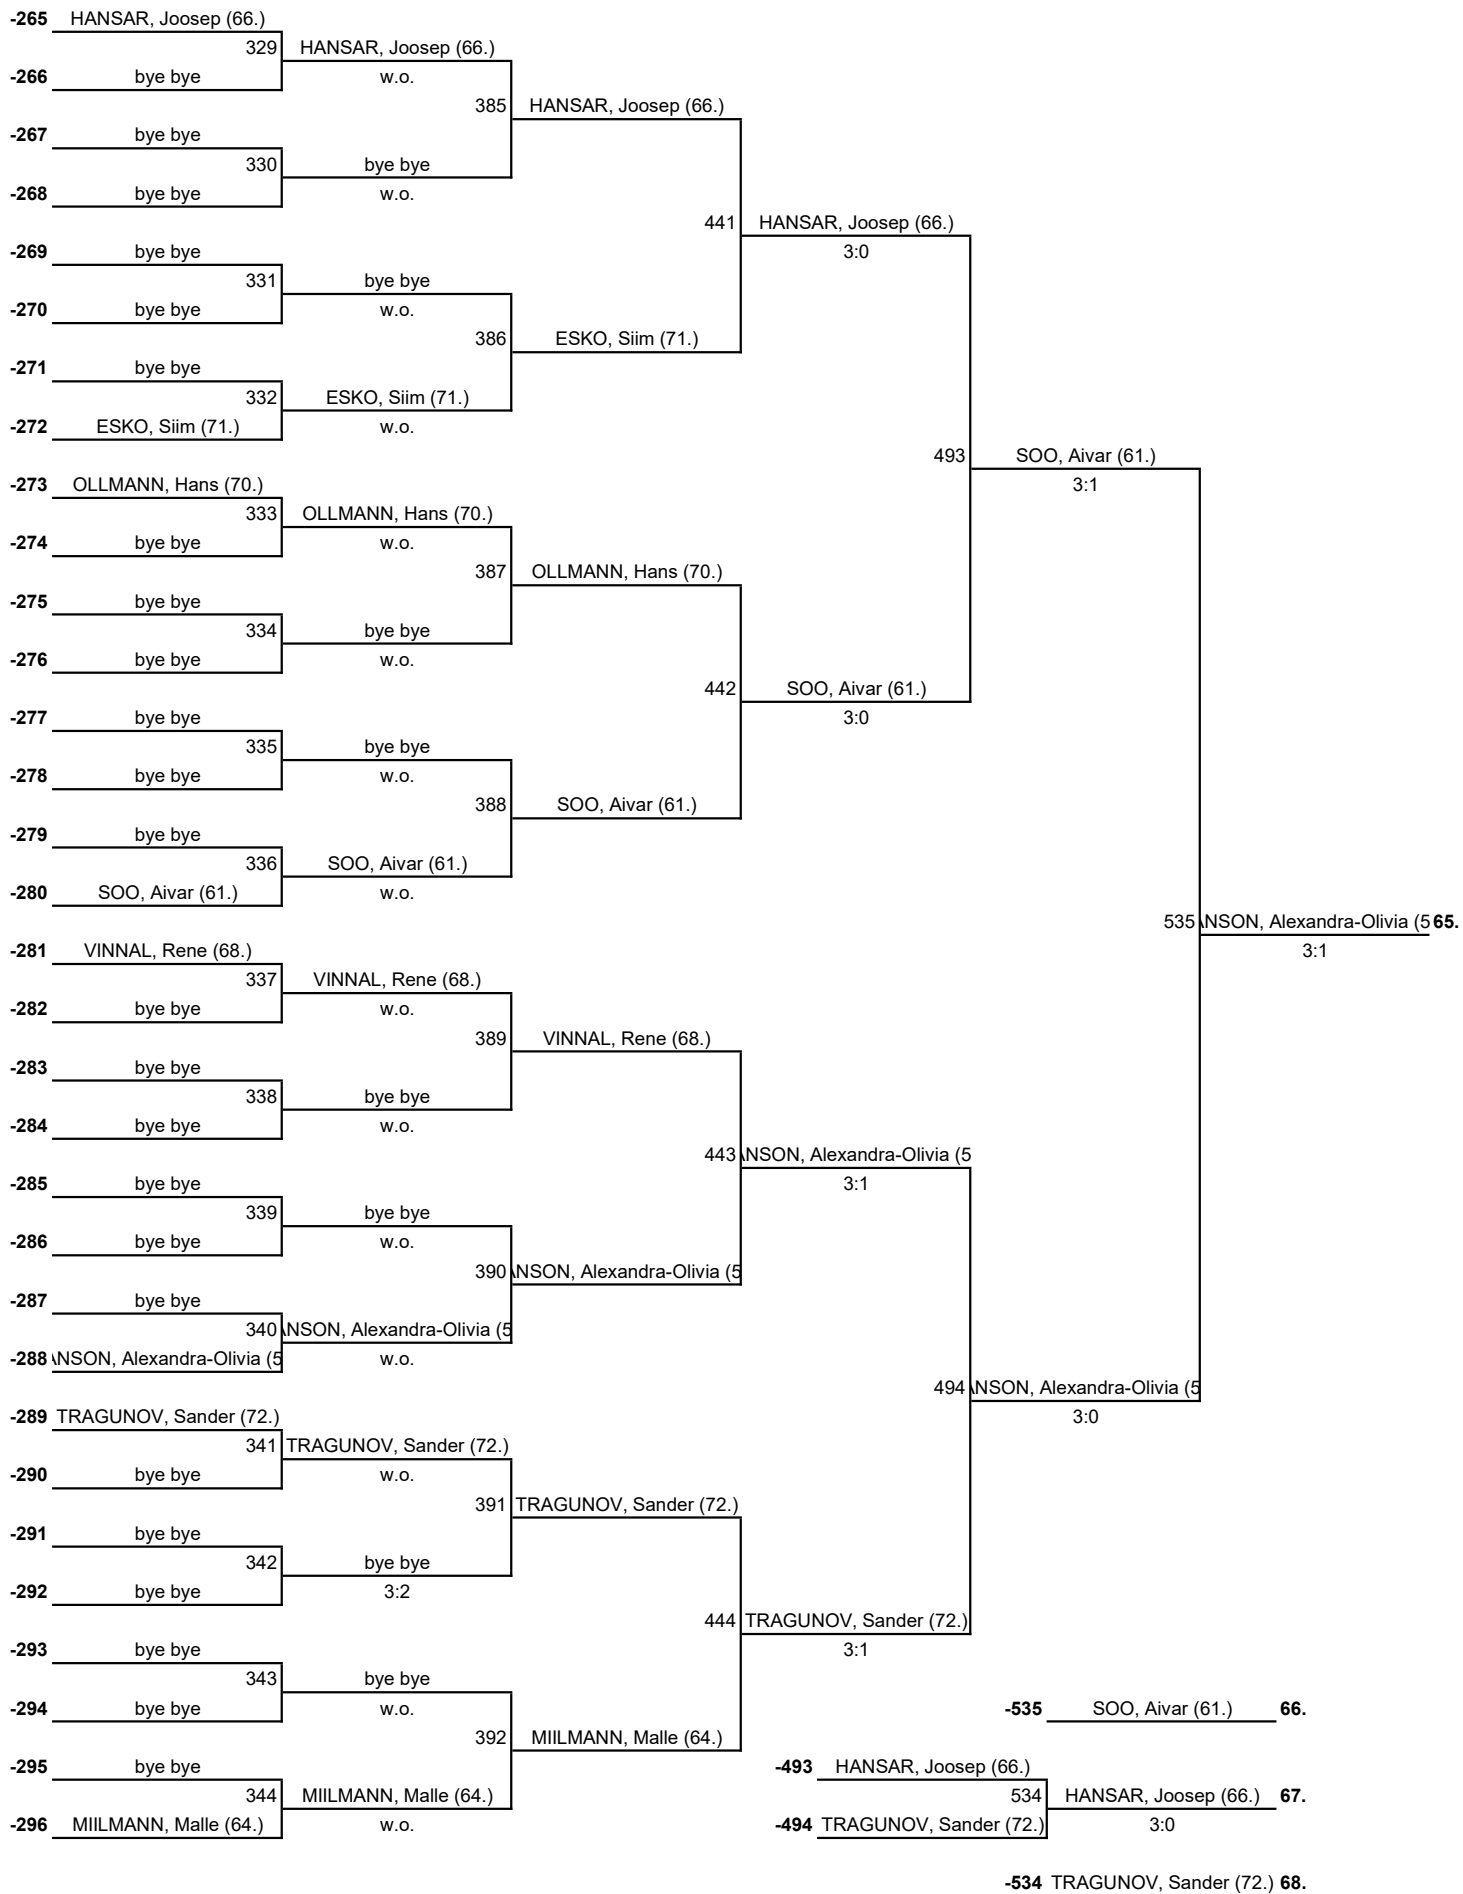 -265 HANSAR, Joosep (66.)
329 HANSAR, Joosep (66.)
-266 bye bye w.o.
385 HANSAR, Joosep (66.)
-267 bye bye
330 bye bye
-268 bye bye w.o.
441 HANSAR, Joosep (66.)
-269 bye bye 3:0
331 bye bye
-270 bye bye w.o.
386 ESKO, Siim (71.)
-271 bye bye
332 ESKO, Siim (71.)
-272 ESKO, Siim (71.) w.o.
493 SOO, Aivar (61.)
-273 OLLMANN, Hans (70.) 3:1
333 OLLMANN, Hans (70.)
-274 bye bye w.o.
387 OLLMANN, Hans (70.)
-275 bye bye
334 bye bye
-276 bye bye w.o.
442 SOO, Aivar (61.)
-277 bye bye 3:0
335 bye bye
-278 bye bye w.o.
388 SOO, Aivar (61.)
-279 bye bye
336 SOO, Aivar (61.)
-280 SOO, Aivar (61.) w.o.
535 NSON, Alexandra-Olivia (5 65.
-281 VINNAL, Rene (68.) 3:1
337 VINNAL, Rene (68.)
-282 bye bye w.o.
389 VINNAL, Rene (68.)
-283 bye bye
338 bye bye
-284 bye bye w.o.
443 NSON, Alexandra-Olivia (5
-285 bye bye 3:1
339 bye bye
-286 bye bye w.o.
390 NSON, Alexandra-Olivia (5
-287 bye bye
340 NSON, Alexandra-Olivia (5
-288 NSON, Alexandra-Olivia (5 w.o.
494 NSON, Alexandra-Olivia (5
-289 TRAGUNOV, Sander (72.) 3:0
341 TRAGUNOV, Sander (72.)
-290 bye bye w.o.
391 TRAGUNOV, Sander (72.)
-291 bye bye
342 bye bye
-292 bye bye 3:2
444 TRAGUNOV, Sander (72.)
-293 bye bye 3:1
343 bye bye
-294 bye bye w.o. -535 SOO, Aivar (61.) 66.
392 MIILMANN, Malle (64.)
-295 bye bye -493 HANSAR, Joosep (66.)
344 MIILMANN, Malle (64.) 534 HANSAR, Joosep (66.) 67.
-296 MIILMANN, Malle (64.) w.o. -494 TRAGUNOV, Sander (72.) 3:0
-534 TRAGUNOV, Sander (72.) 68.